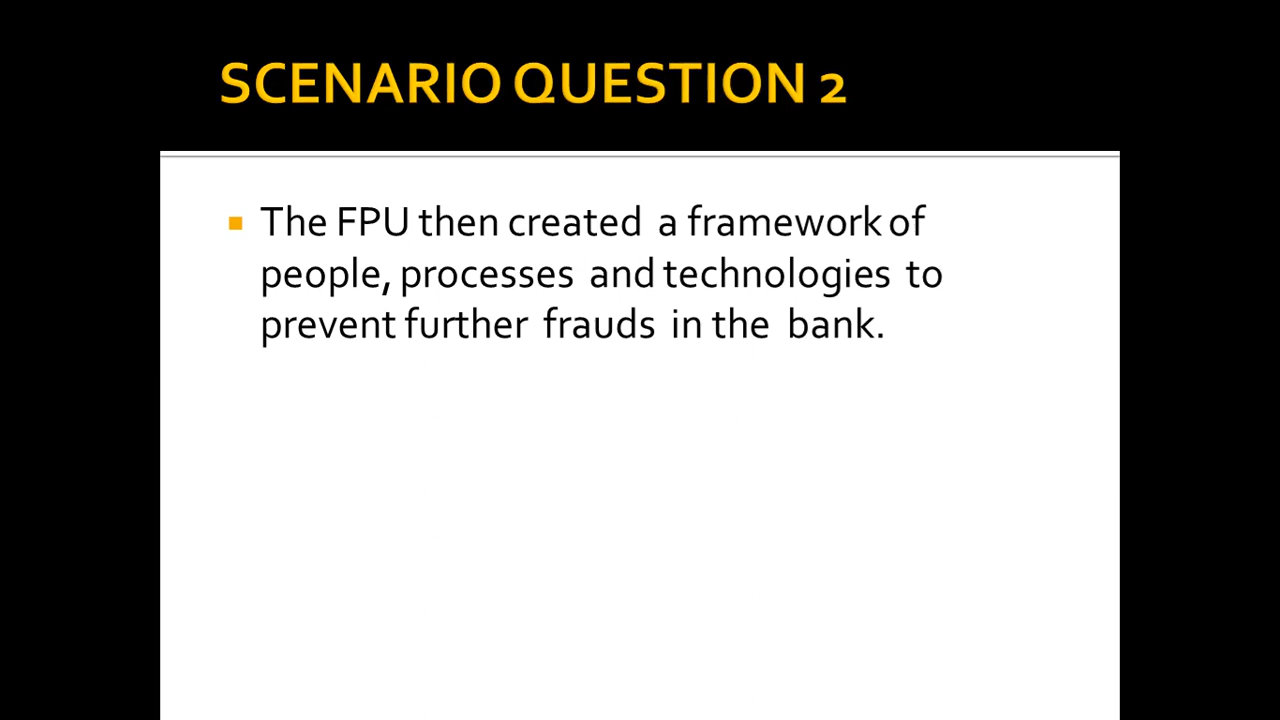 SCENARIO QUESTION 2
The FPU then created a framework of
people, processes and technologies to
prevent further frauds in the bank.